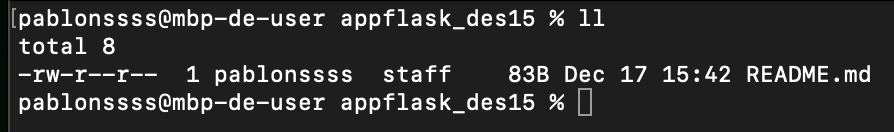 [pablonssss@mbp-de-user appflask_des15 % ll
total 8
-rw-r--r--  1 pablonssss  staff    83B Dec 17 15:42 README.md
pablonssss@mbp-de-user appflask_des15 %